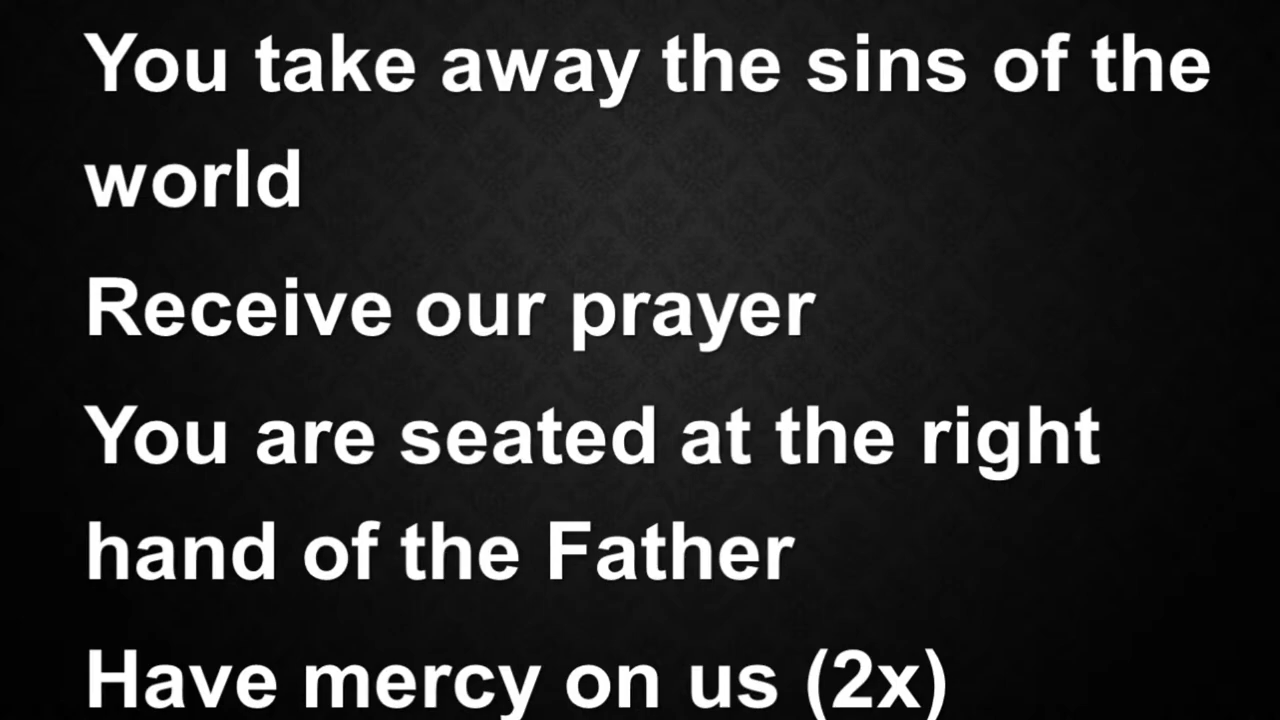 You take away the sins of the
world
Receive our prayer
You are seated at the right
hand of the Father
Have mercy on us (2x)